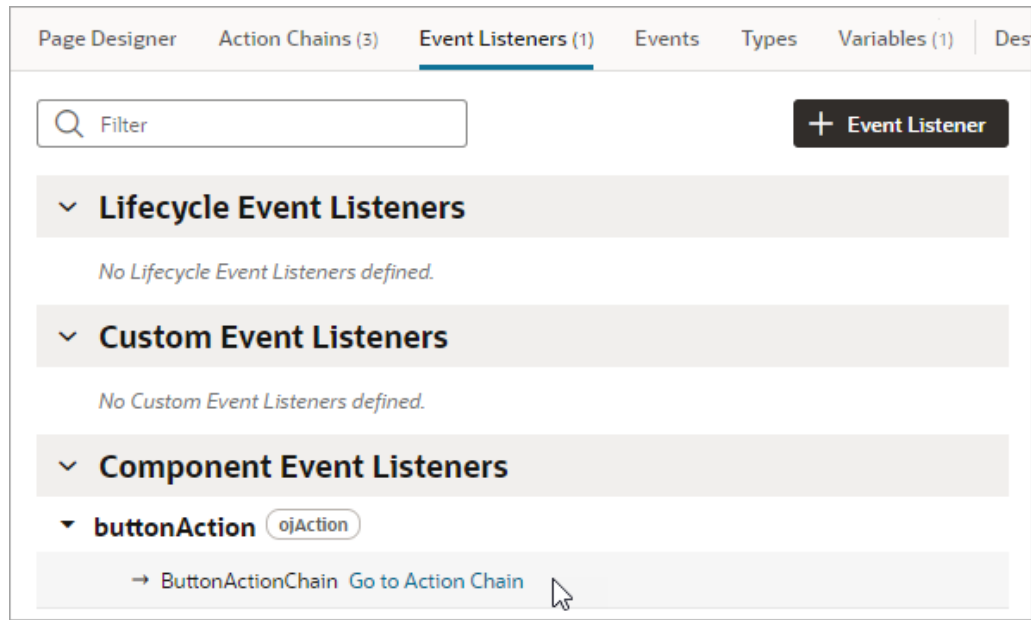 Page Designer Action Chains (3) Event Listeners (1) Events Types Variables (1)
Filter + Event Listener
Lifecycle Event Listeners
No Lifecycle Event Listeners defined.
Custom Event Listeners
No Custom Event Listeners defined.
Component Event Listeners
buttonAction ojAction
→ ButtonActionChain Go to Action Chain